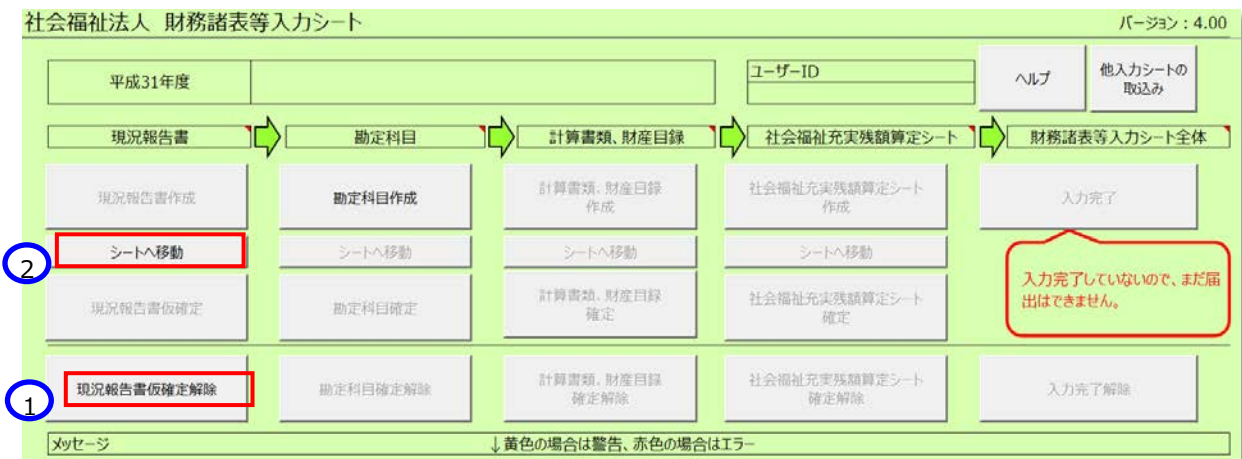 社会福祉法人 財務諸表等入力シート
バージョン：4.00
平成31年度
ユーザーID
ヘルプ
他入力シートの
取込み
現況報告書
勘定科目
計算書類、財産目録
社会福祉充実残額算定シート
財務諸表等入力シート全体
現況報告書作成
勘定科目作成
計算書類、財産目録
作成
社会福祉充実残額算定シート
作成
入力完了
2
シートへ移動
シートへ移動
シートへ移動
シートへ移動
入力完了していないので、まだ届
出はできません。
現況報告書仮確定
勘定科目確定
計算書類、財産目録
確定
社会福祉充実残額算定シート
確定
1
現況報告書仮確定解除
勘定科目確定解除
計算書類、財産目録
確定解除
社会福祉充実残額算定シート
確定解除
入力完了解除
メッセージ
↓黄色の場合は警告、赤色の場合はエラー